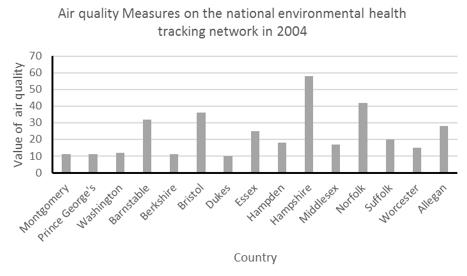 Air quality Measures on the national environmental health
tracking network in 2004
Value of air quality
70
60
50
40
30
20
10
0
Montgomery
Prince George's
Washington
Barnstable
Berkshire
Bristol
Dukes
Essex
Hampden
Hampshire
Middlesex
Norfolk
Suffolk
Worcester
Allegan
Country